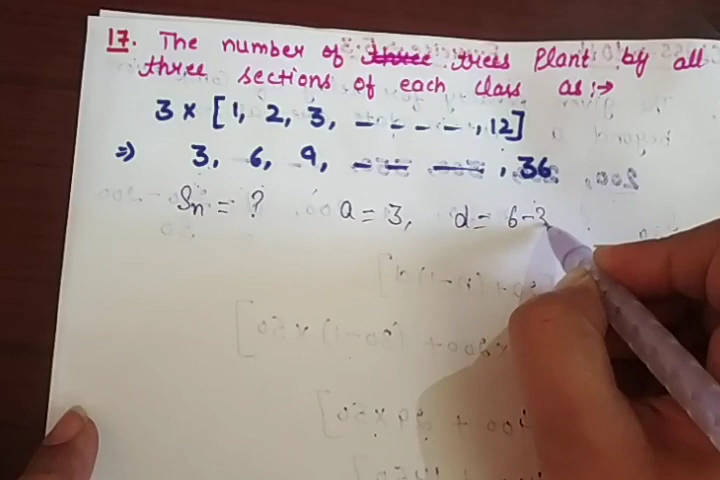 17. The number of three trees Plant by all
three sections of each class as :→
3 × [1, 2, 3, - - - - , 12]
⇒ 3, 6, 9, - - - , 36
Sn = ? a = 3, d = 6-3